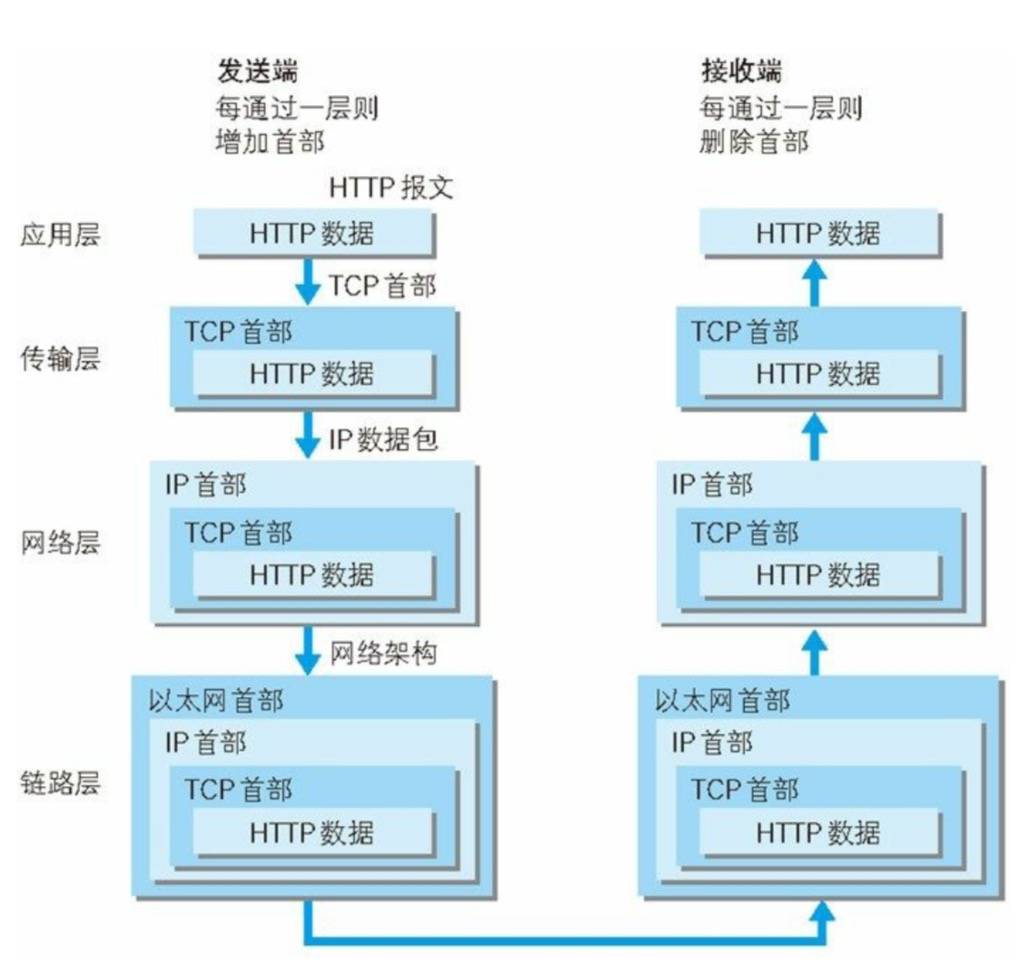 发送端
每通过一层则
增加首部
接收端
每通过一层则
删除首部
HTTP 报文
应用层
HTTP 数据
HTTP 数据
TCP 首部
传输层
TCP 首部
HTTP 数据
TCP 首部
HTTP 数据
IP 数据包
网络层
IP 首部
TCP 首部
HTTP 数据
IP 首部
TCP 首部
HTTP 数据
网络架构
链路层
以太网首部
IP 首部
TCP 首部
HTTP 数据
以太网首部
IP 首部
TCP 首部
HTTP 数据